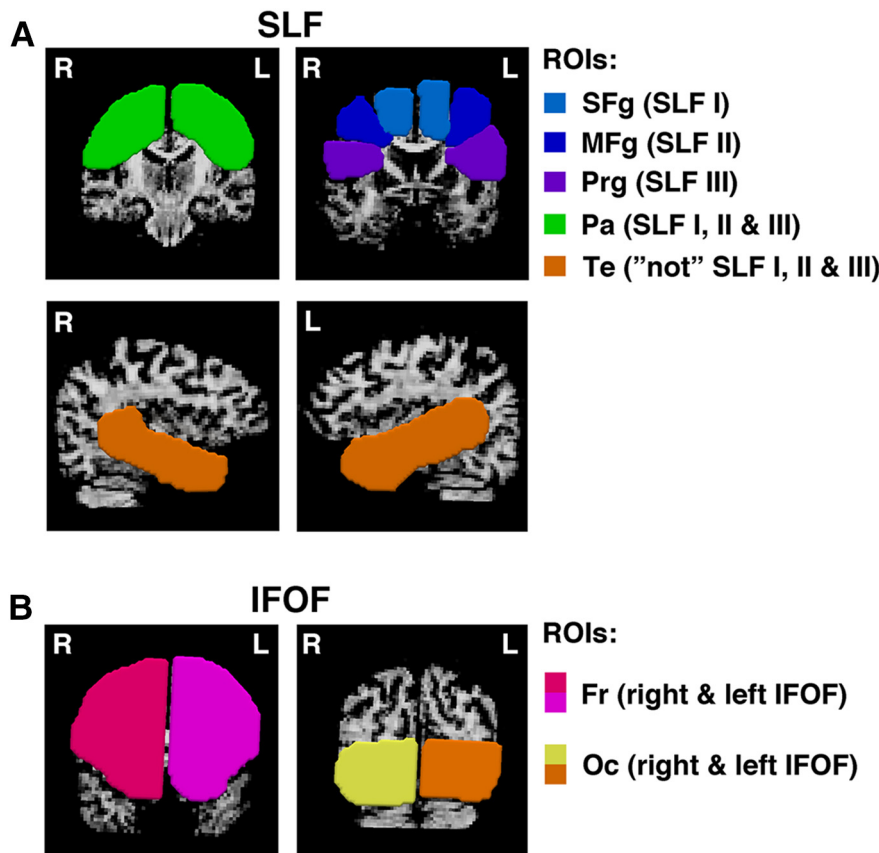 A
SLF
R L
R L
ROIs:
SFg (SLF I)
MFg (SLF II)
Prg (SLF III)
Pa (SLF I, II & III)
Te (”not” SLF I, II & III)
R
L
B
IFOF
R L
R L
ROIs:
Fr (right & left IFOF)
Oc (right & left IFOF)